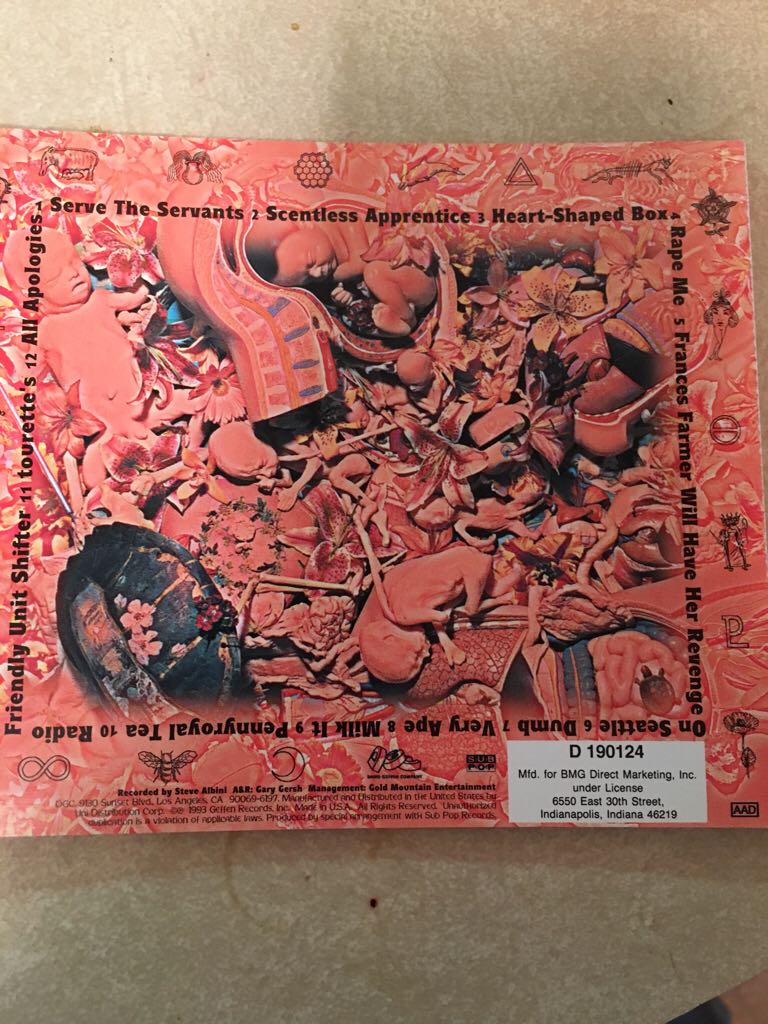 1 Serve The Servants 2 Scentless Apprentice 3 Heart-Shaped Box 4
Rape Me 5 Frances Farmer Will Have Her Revenge
On Seattle 6 Dumb 7 Very Ape 8 Milk It 9 Pennyroyal Tea 10 Radio
Friendly Unit Shifter 11 tourette's 12 All Apologies
DAVID GEFFEN COMPANY
SUB
POP
Recorded by Steve Albini A&R: Gary Gersh Management: Gold Mountain Entertainment
DGC, 9130 Sunset Blvd., Los Angeles, CA 90069-6197. Manufactured and Distributed in the United States by
Uni Distribution Corp. ©℗ 1993 Geffen Records, Inc. Made in U.S.A. All Rights Reserved. Unauthorized
duplication is a violation of applicable laws. Produced by special arrangement with Sub Pop Records.
D 190124
Mfd. for BMG Direct Marketing, Inc.
under License
6550 East 30th Street,
Indianapolis, Indiana 46219
AAD